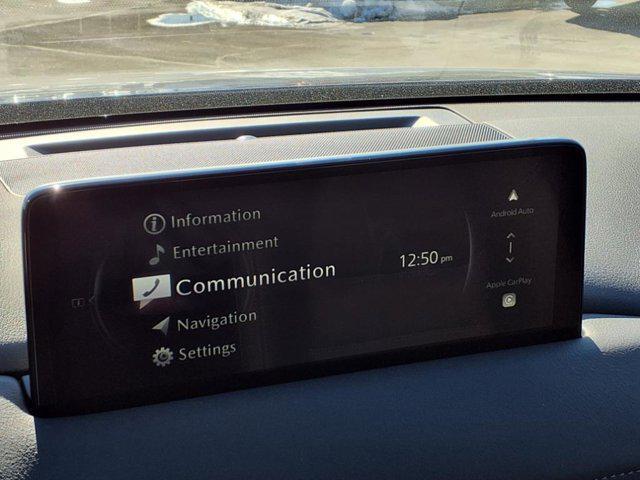 Information
Entertainment
Communication
Navigation
Settings
12:50 pm
Android Auto
Apple CarPlay